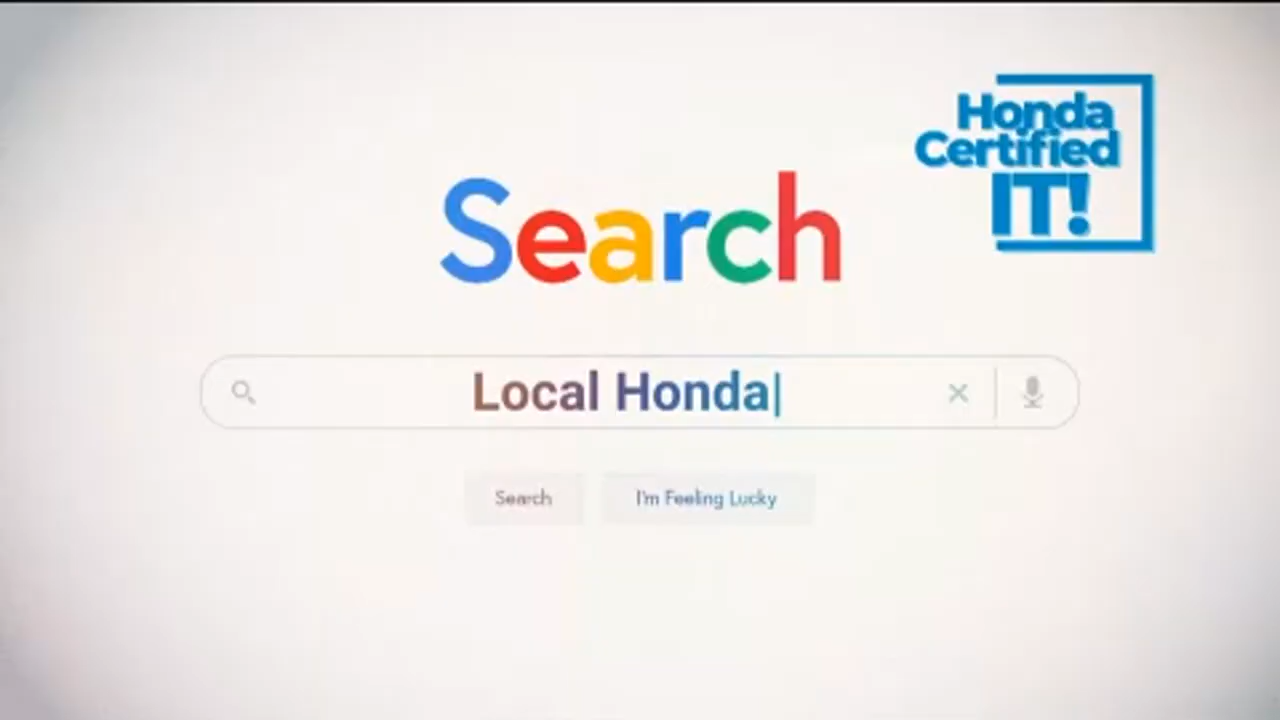 Honda
Certified
IT!
Search
Local Honda
Search
I'm Feeling Lucky